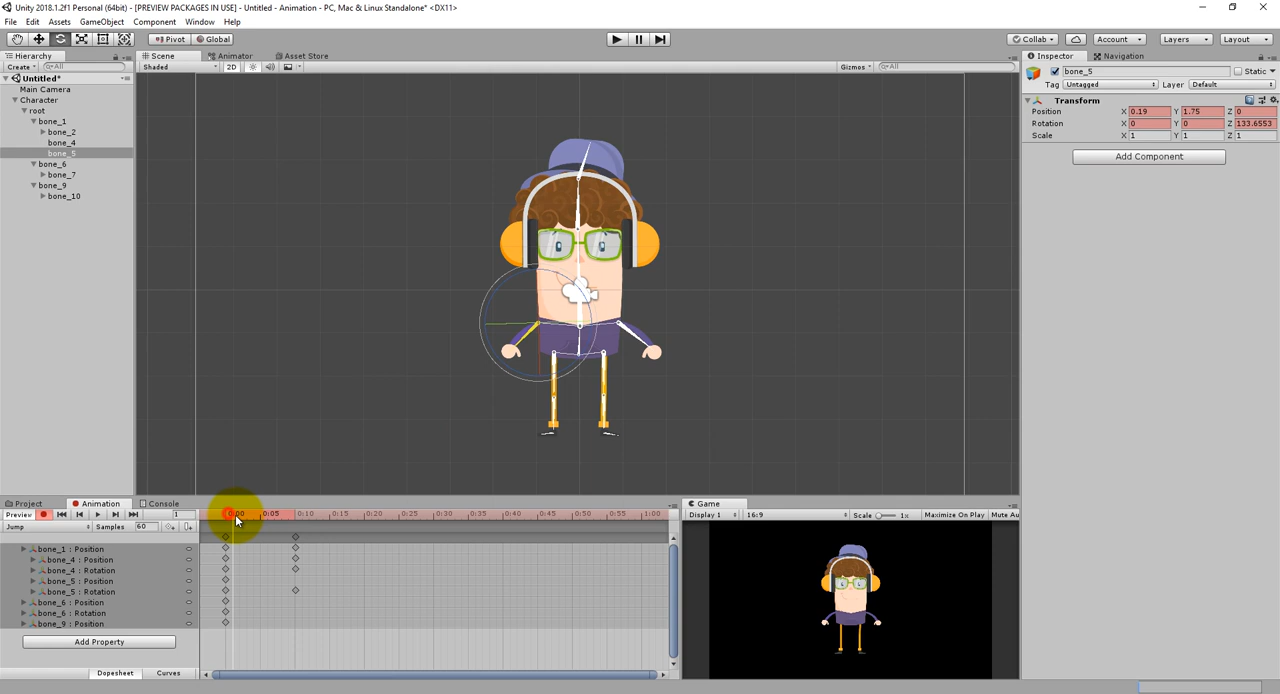 Unity 2018.1.2f1 Personal (64bit) - [PREVIEW PACKAGES IN USE] - Untitled - Animation - PC, Mac & Linux Standalone* <DX11>
File Edit Assets GameObject Component Window Help
Pivot Global Collab Account Layers Layout
Hierarchy Scene Animator Asset Store Inspector Navigation
Create All Shaded 2D Gizmos All
bone_5 Static
Tag Untagged Layer Default
Untitled*
Main Camera
Character
root
bone_1
bone_2
bone_4
bone_5
bone_6
bone_7
bone_9
bone_10
Transform
Position X 0.19 Y 1.75 Z 0
Rotation X 0 Y 0 Z 133.6553
Scale X 1 Y 1 Z 1
Add Component
Project Animation Console Game
Preview 1 0:00 0:05 0:10 0:15 0:20 0:25 0:30 0:35 0:40 0:45 0:50 0:55 1:00
Display 1 16:9 Scale 1x Maximize On Play Mute Au
Jump Samples 60
bone_1 : Position
bone_4 : Position
bone_4 : Rotation
bone_5 : Position
bone_5 : Rotation
bone_6 : Position
bone_6 : Rotation
bone_9 : Position
Add Property
Dopesheet Curves